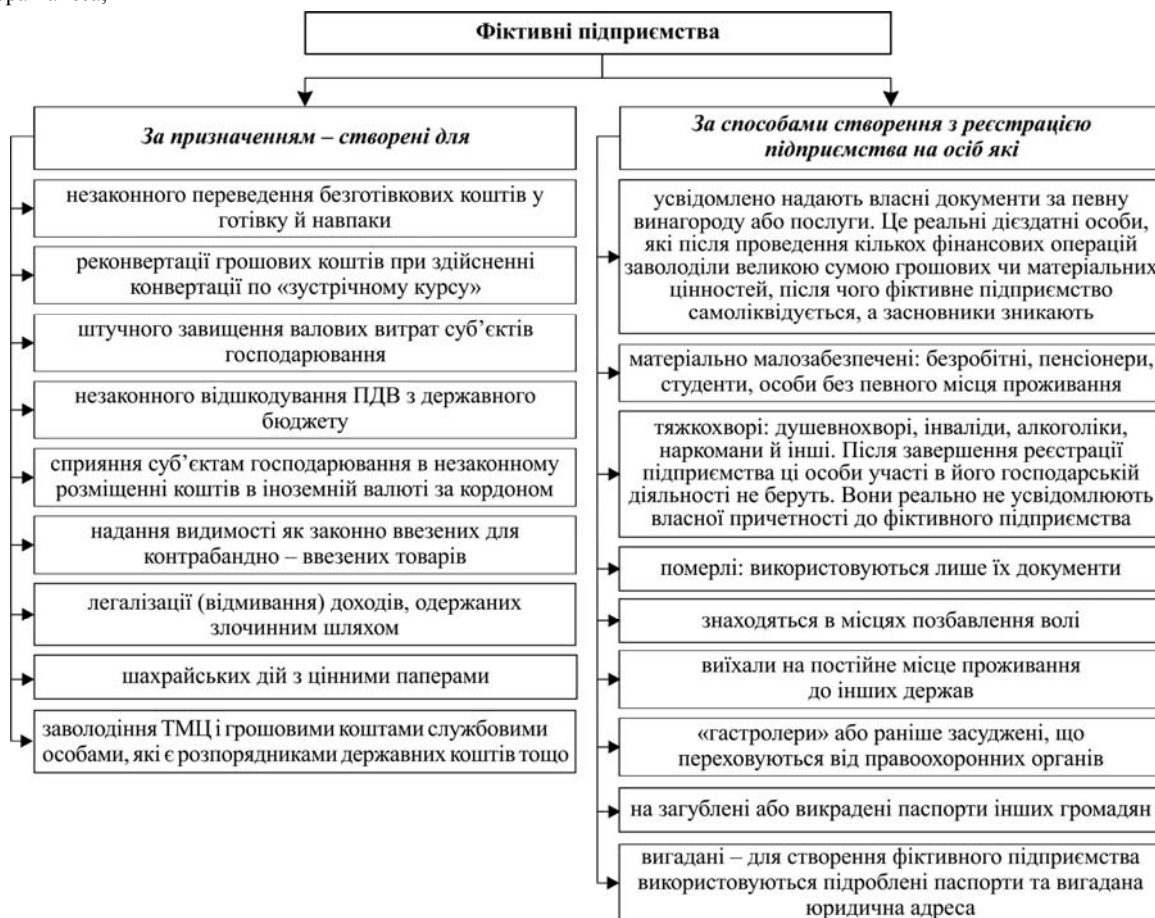 Фіктивні підприємства
За призначенням – створені для
незаконного переведення безготівкових коштів у
готівку й навпаки
реконвертації грошових коштів при здійсненні
конвертації по «зустрічному курсу»
штучного завищення валових витрат суб’єктів
господарювання
незаконного відшкодування ПДВ з державного
бюджету
сприяння суб’єктам господарювання в незаконному
розміщенні коштів в іноземній валюті за кордоном
надання видимості як законно ввезених для
контрабандно – ввезених товарів
легалізації (відмивання) доходів, одержаних
злочинним шляхом
шахрайських дій з цінними паперами
заволодіння ТМЦ і грошовими коштами службовими
особами, які є розпорядниками державних коштів тощо
За способами створення з реєстрацією
підприємства на осіб які
усвідомлено надають власні документи за певну
винагороду або послуги. Це реальні дієздатні особи,
які після проведення кількох фінансових операцій
заволоділи великою сумою грошових чи матеріальних
цінностей, після чого фіктивне підприємство
самоліквідується, а засновники зникають
матеріально малозабезпечені: безробітні, пенсіонери,
студенти, особи без певного місця проживання
тяжкохворі: душевнохворі, інваліди, алкоголіки,
наркомани й інші. Після завершення реєстрації
підприємства ці особи участі в його господарській
діяльності не беруть. Вони реально не усвідомлюють
власної причетності до фіктивного підприємства
померлі: використовуються лише їх документи
знаходяться в місцях позбавлення волі
виїхали на постійне місце проживання
до інших держав
«гастролери» або раніше засуджені, що
переховуються від правоохоронних органів
на загублені або викрадені паспорти інших громадян
вигадані – для створення фіктивного підприємства
використовуються підроблені паспорти та вигадана
юридична адреса